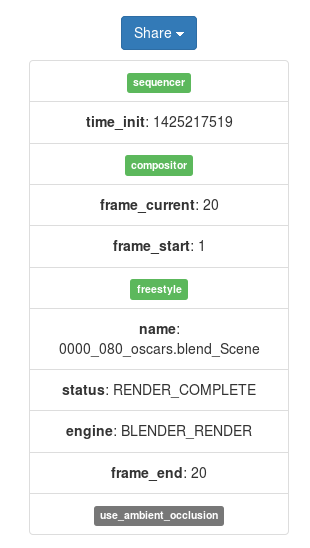 Share
sequencer
time_init: 1425217519
compositor
frame_current: 20
frame_start: 1
freestyle
name:
0000_080_oscars.blend_Scene
status: RENDER_COMPLETE
engine: BLENDER_RENDER
frame_end: 20
use_ambient_occlusion